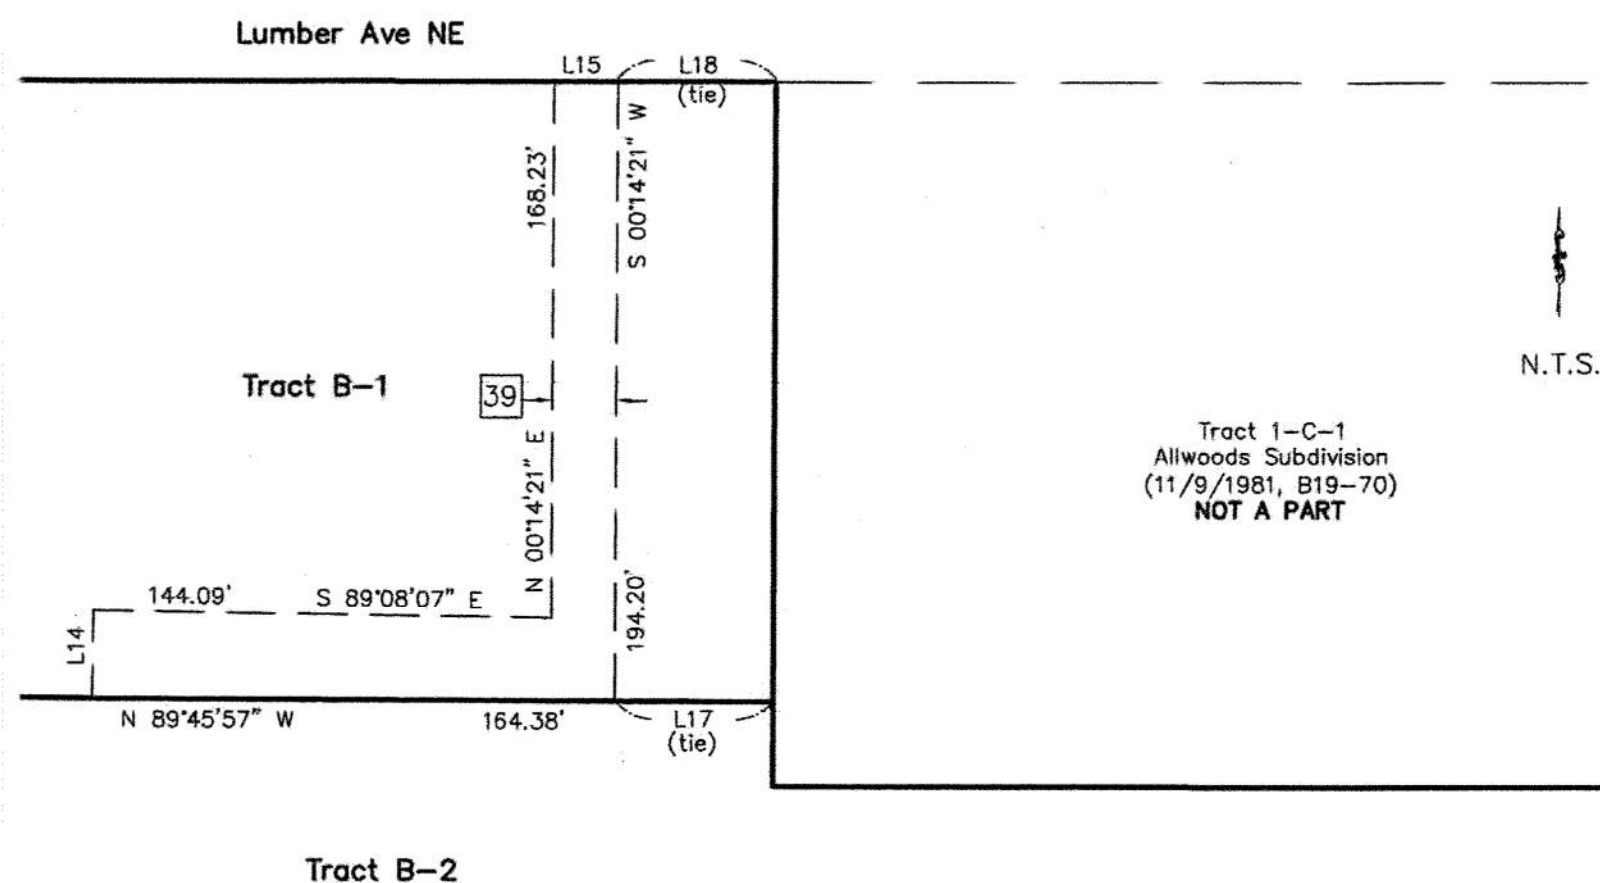 Lumber Ave NE
L15
L18
(tie)
168.23'
S 00°14'21" W
N.T.S.
Tract B-1
39
N 00°14'21" E
Tract 1-C-1
Allwoods Subdivision
(11/9/1981, B19-70)
NOT A PART
144.09'
S 89°08'07" E
194.20'
L14
N 89°45'57" W
164.38'
L17
(tie)
Tract B-2